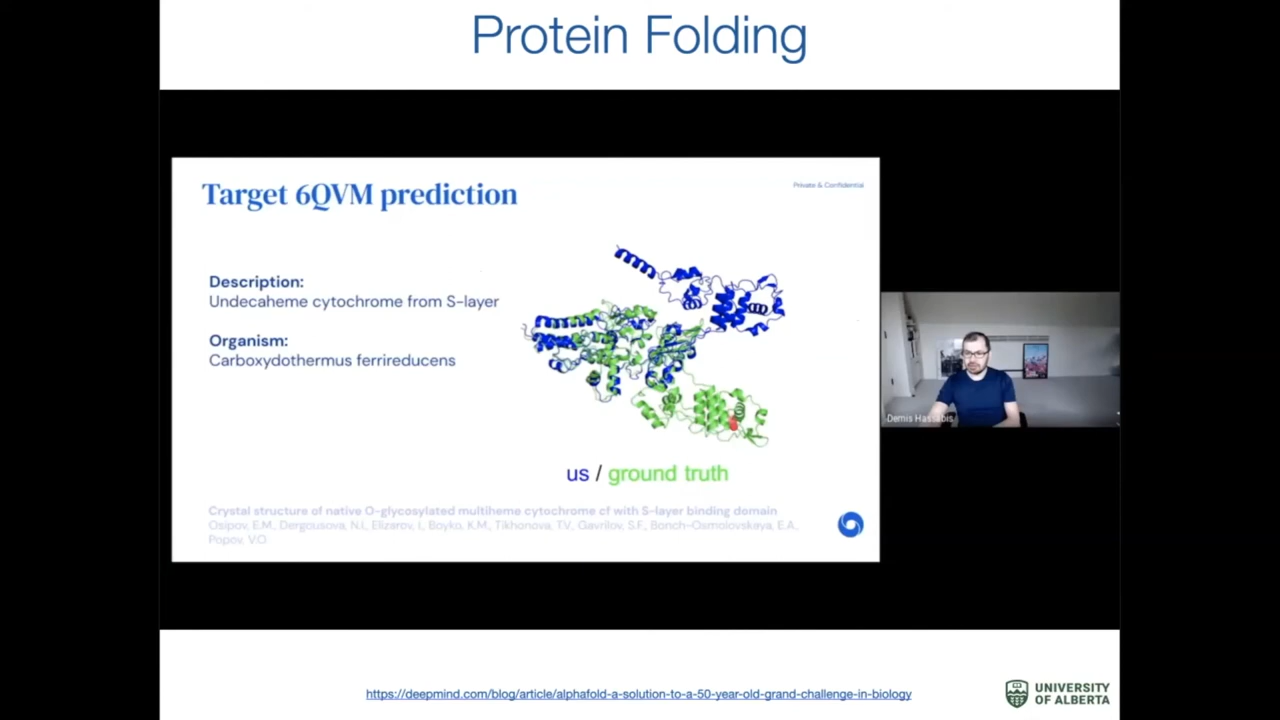 Protein Folding
Target 6QVM prediction
Private & Confidential
Description:
Undecaheme cytochrome from S-layer
Organism:
Carboxydothermus ferrireducens
us / ground truth
Crystal structure of native O-glycosylated multiheme cytochrome cf with S-layer binding domain
Osipov, E.M., Dergousova, N.I., Elizarov, I., Boyko, K.M., Tikhonova, T.V., Gavrilov, S.F., Bonch-Osmolovskaya, E.A.,
Popov, V.O.
Demis Hassabis
https://deepmind.com/blog/article/alphafold-a-solution-to-a-50-year-old-grand-challenge-in-biology
UNIVERSITY
OF ALBERTA